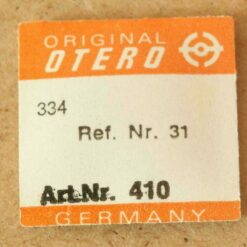 ORIGINAL
OTERO
334
Ref. Nr. 31
Art.Nr. 410
GERMANY